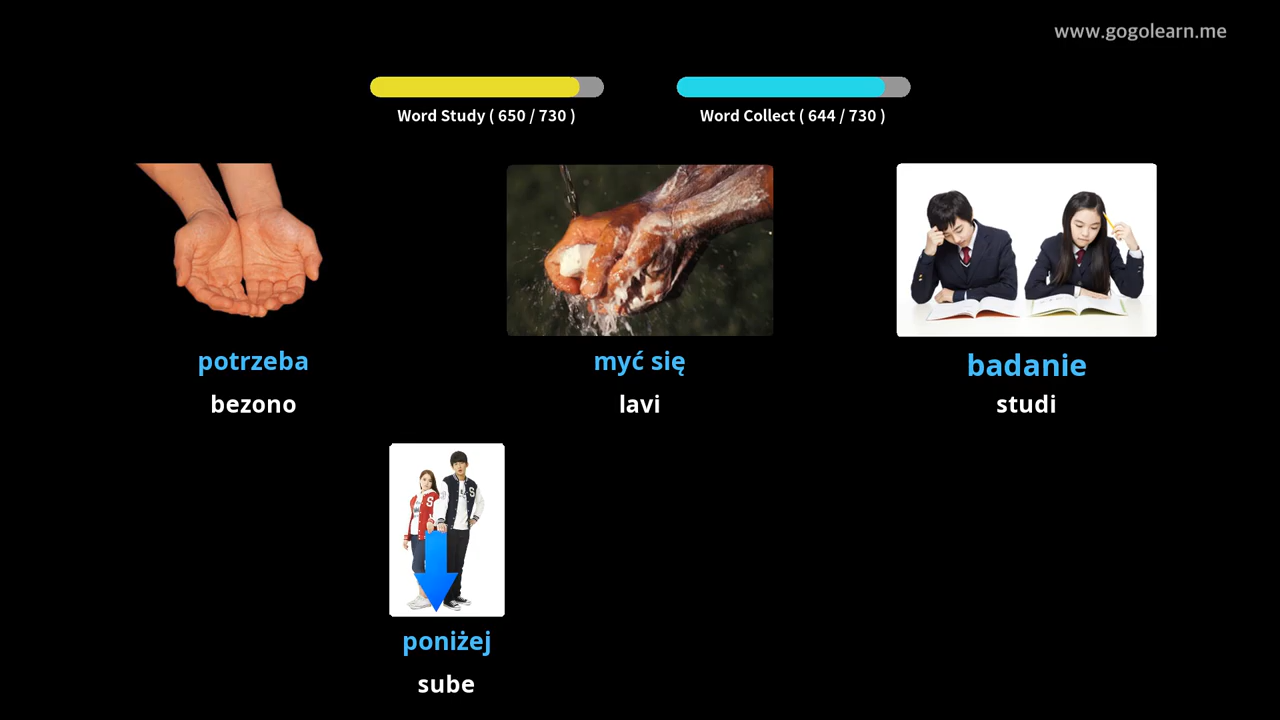 www.gogolearn.me
Word Study ( 650 / 730 )
Word Collect ( 644 / 730 )
potrzeba
bezono
myć się
lavi
badanie
studi
S
S
poniżej
sube